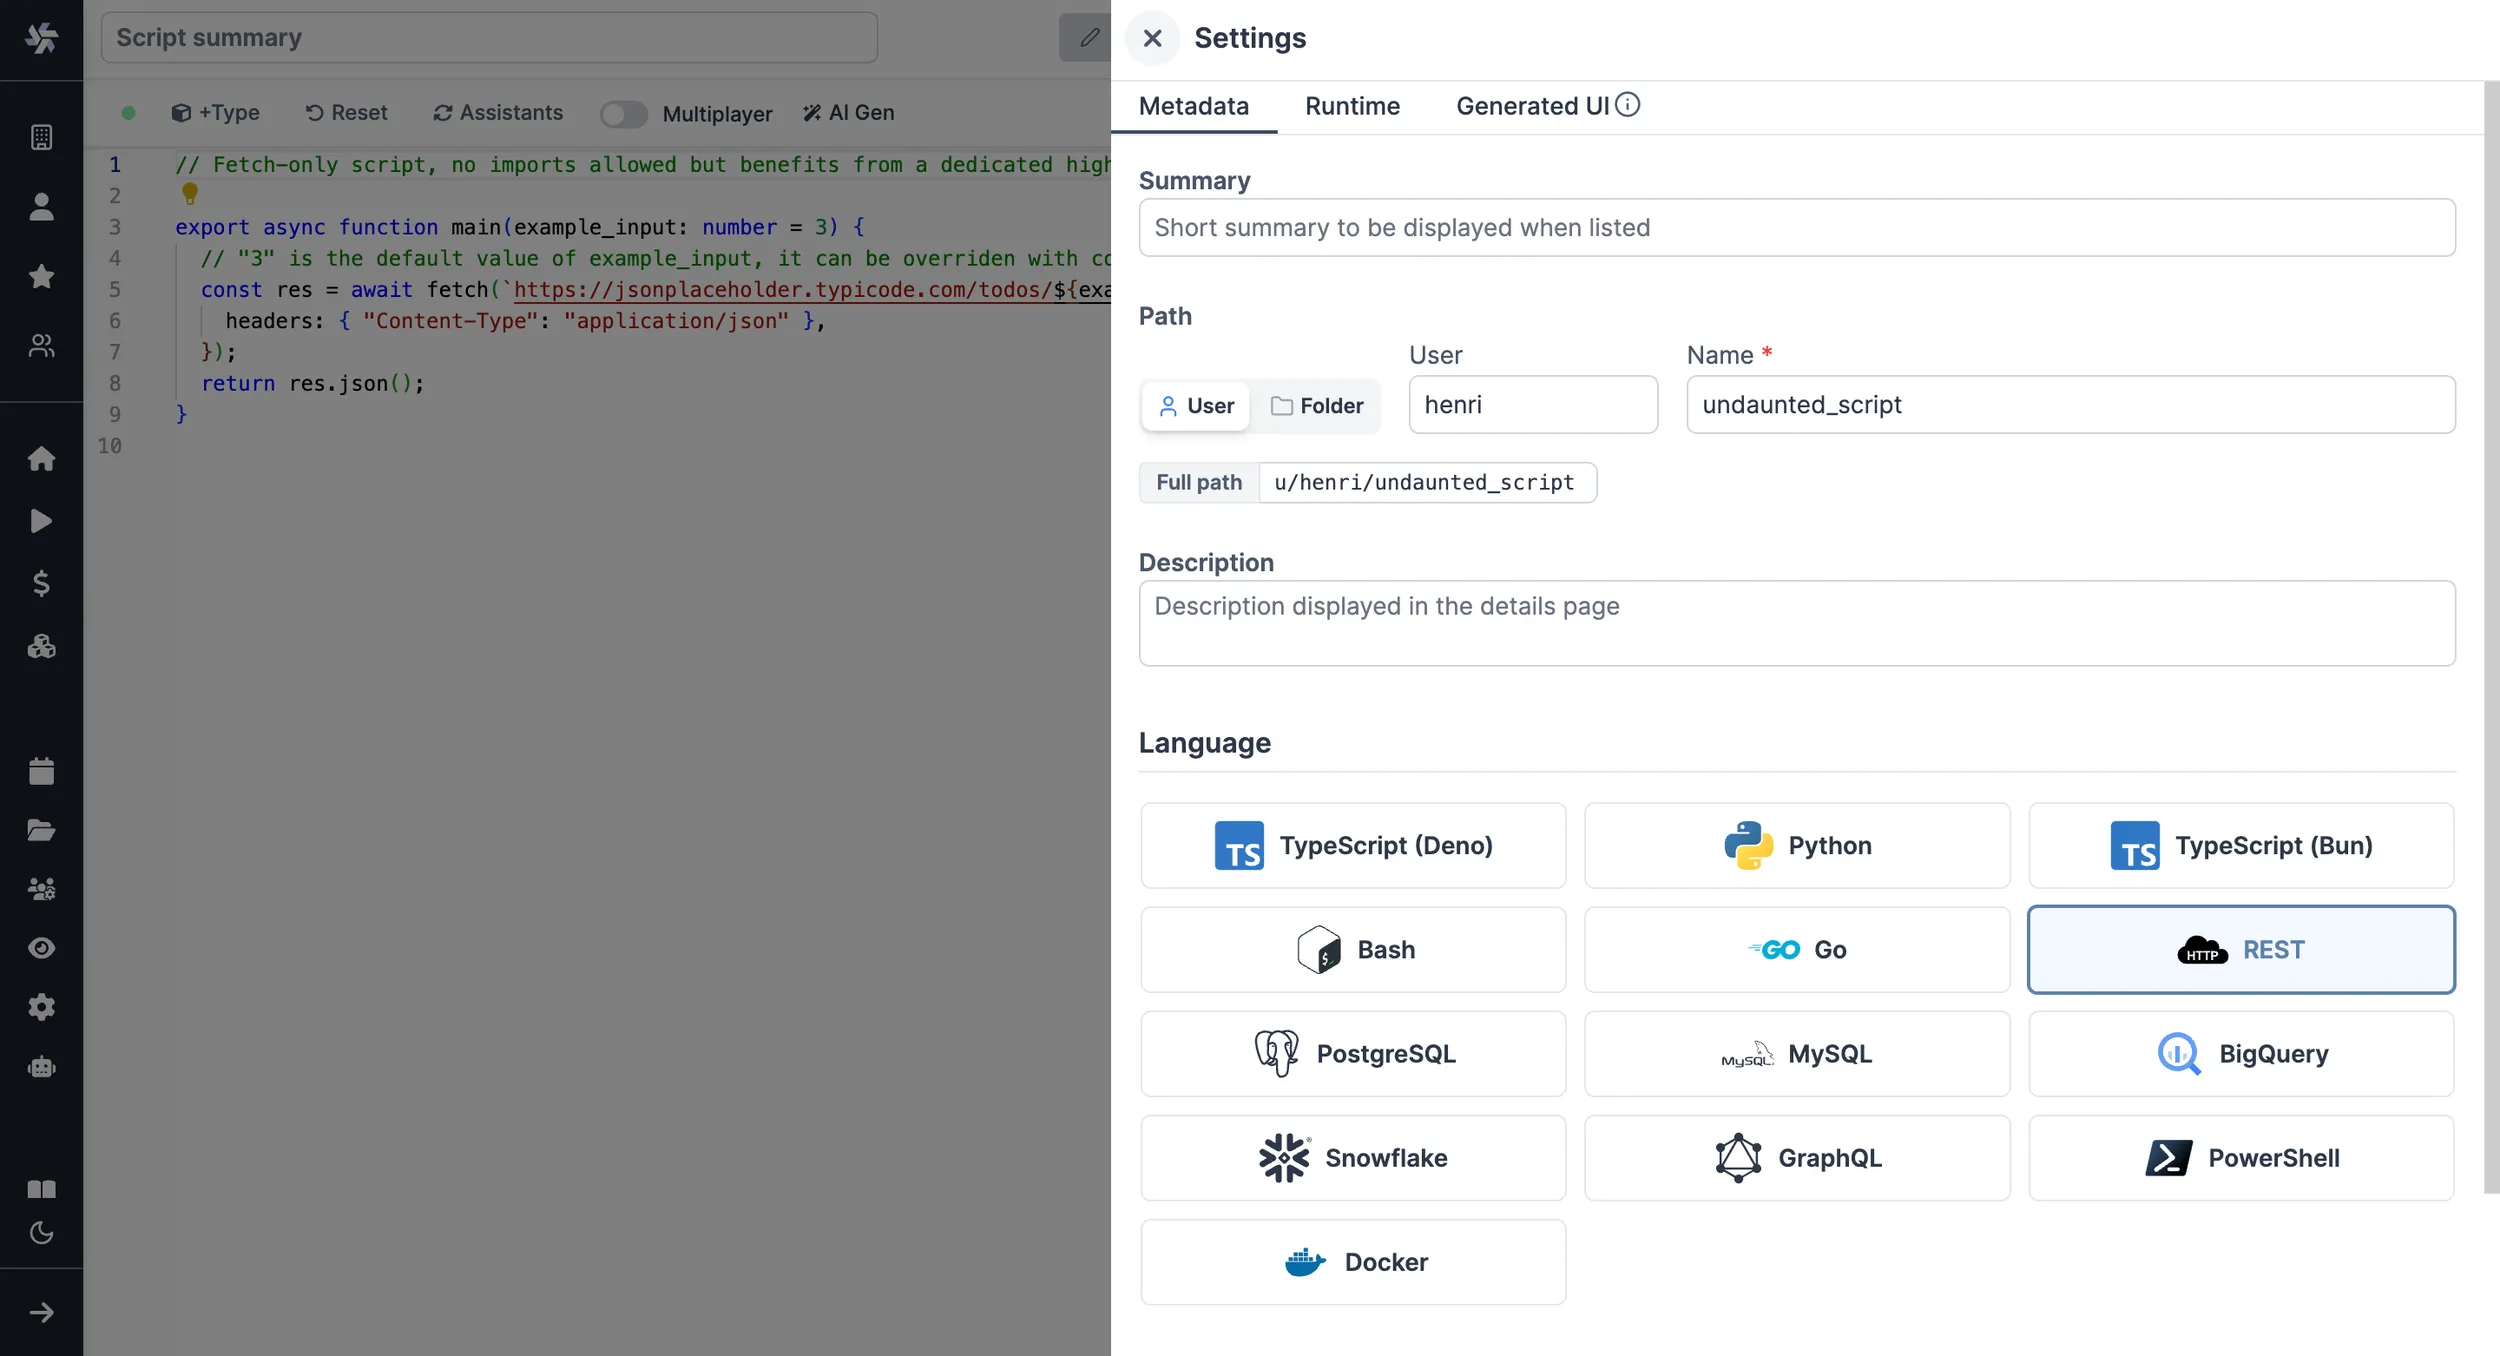 Script summary
+Type Reset Assistants Multiplayer AI Gen
1 // Fetch-only script, no imports allowed but benefits from a dedicated high
2
3 export async function main(example_input: number = 3) {
4 // "3" is the default value of example_input, it can be overriden with co
5 const res = await fetch(`https://jsonplaceholder.typicode.com/todos/${exa
6 headers: { "Content-Type": "application/json" },
7 });
8 return res.json();
9 }
10
Settings
Metadata Runtime Generated UI
Summary
Short summary to be displayed when listed
Path
User Name *
User Folder henri undaunted_script
Full path u/henri/undaunted_script
Description
Description displayed in the details page
Language
TS TypeScript (Deno) Python TS TypeScript (Bun)
$ Bash GO Go HTTP REST
PostgreSQL MySQL MySQL BigQuery
Snowflake GraphQL PowerShell
Docker